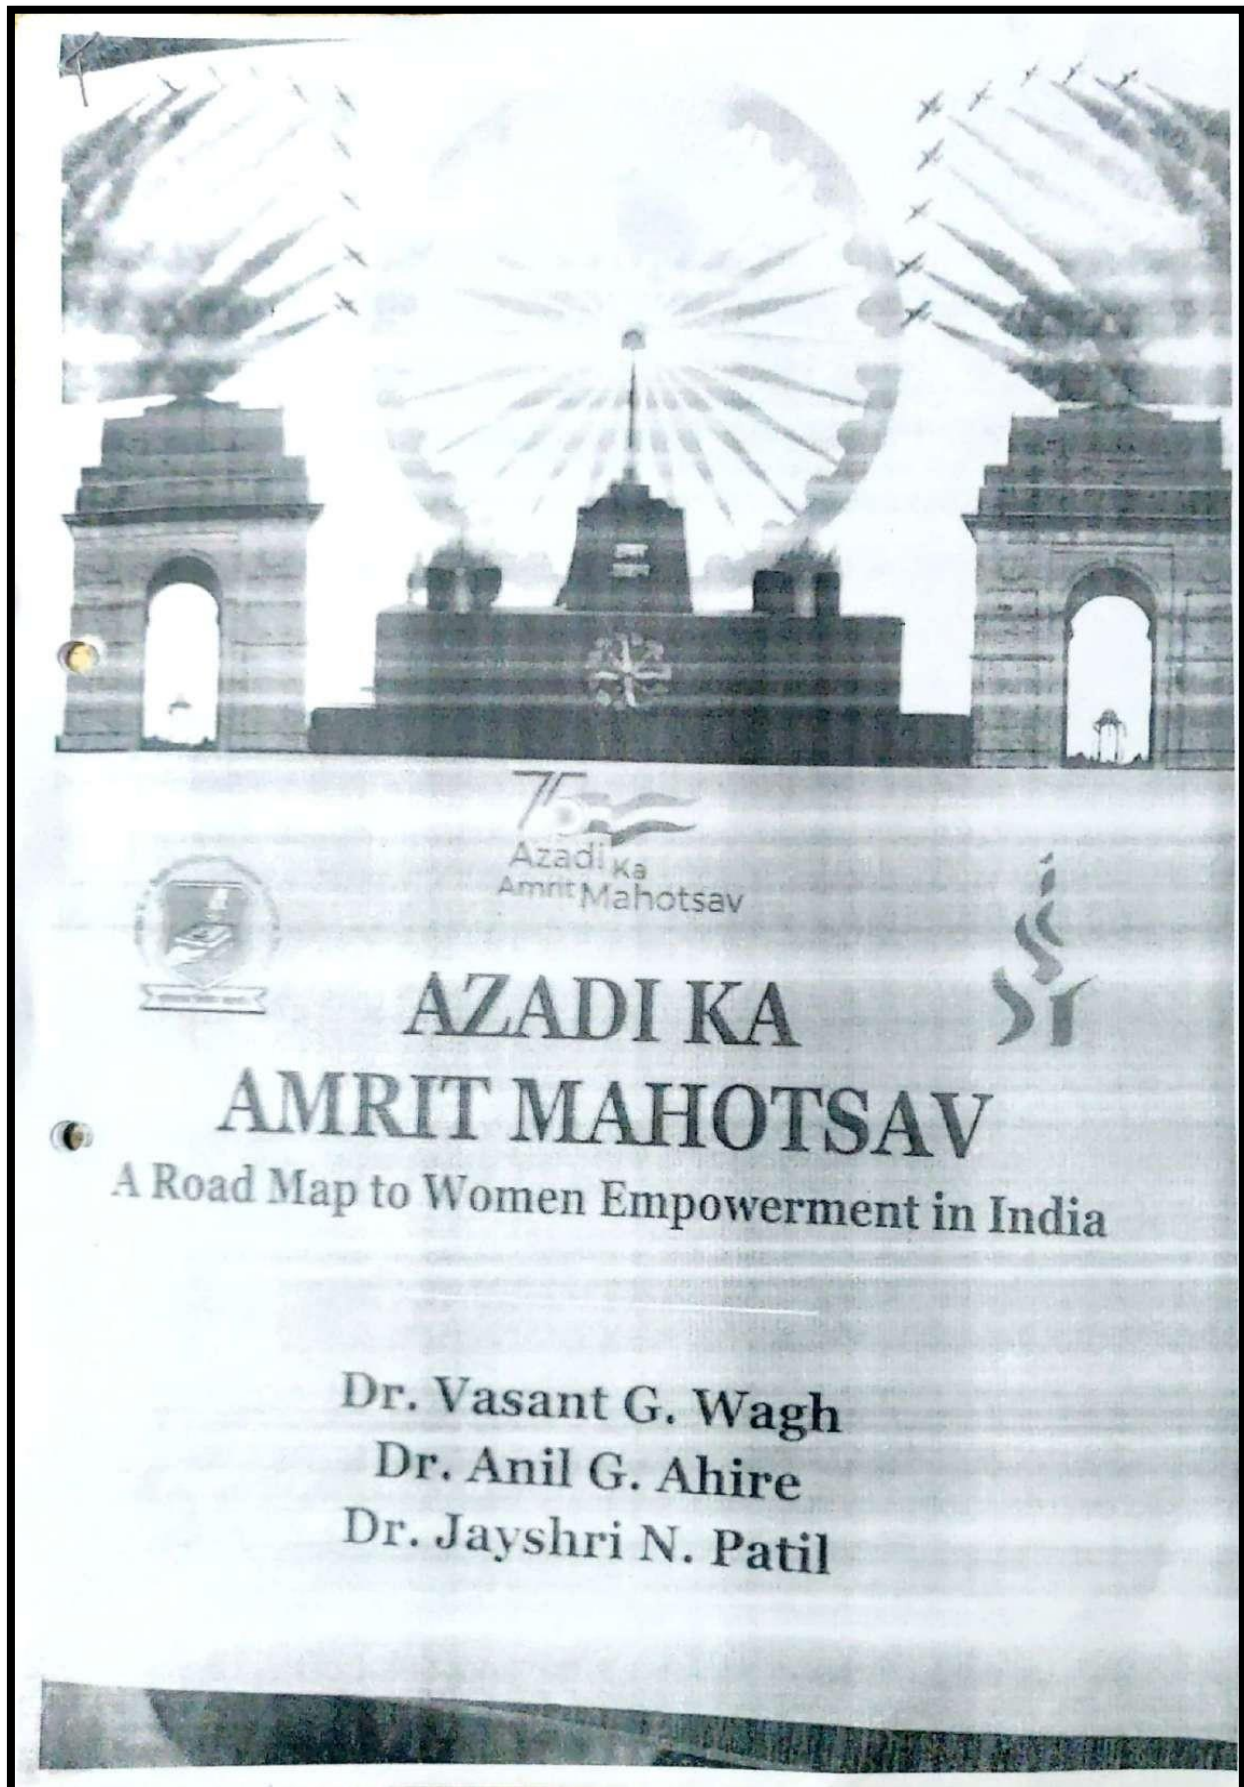 75
Azadi Ka
Amrit Mahotsav
AZADI KA
AMRIT MAHOTSAV
A Road Map to Women Empowerment in India
Dr. Vasant G. Wagh
Dr. Anil G. Ahire
Dr. Jayshri N. Patil